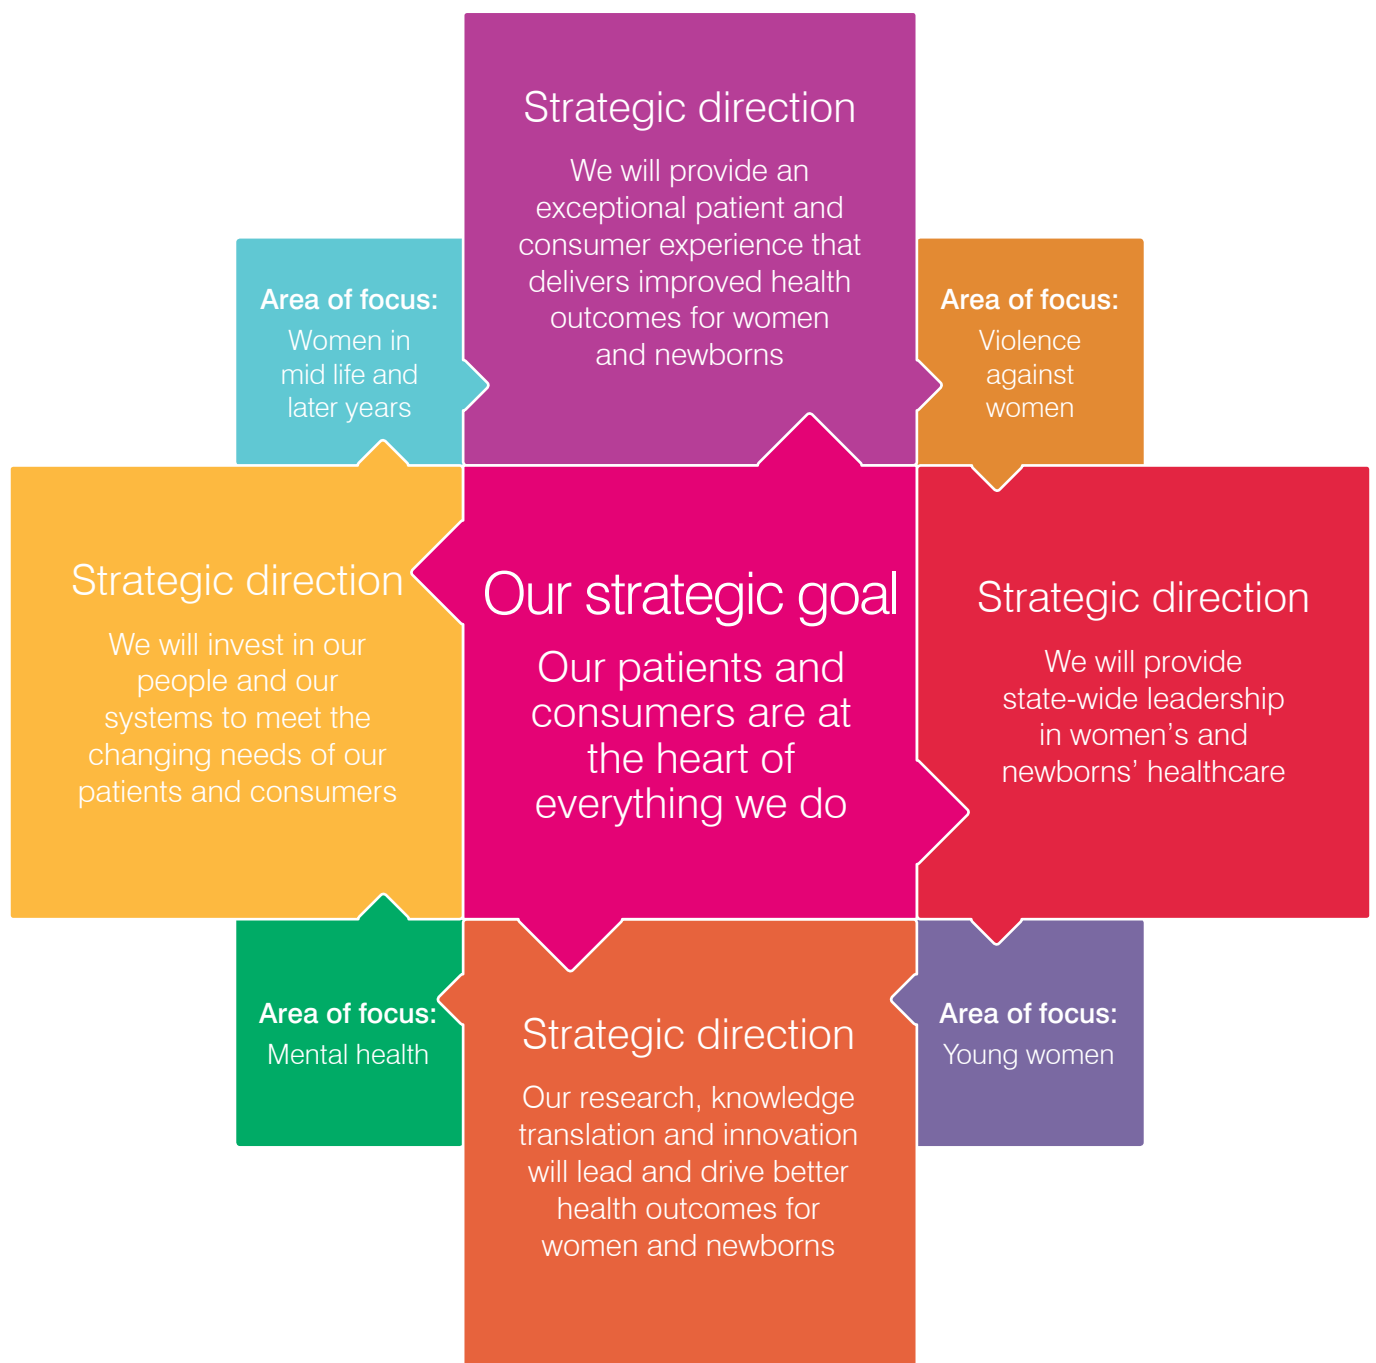 Strategic direction
We will provide an
exceptional patient and
consumer experience that
delivers improved health
outcomes for women
and newborns
Area of focus:
Women in
mid life and
later years
Area of focus:
Violence
against
women
Strategic direction
We will invest in our
people and our
systems to meet the
changing needs of our
patients and consumers
Our strategic goal
Our patients and
consumers are at
the heart of
everything we do
Strategic direction
We will provide
state-wide leadership
in women’s and
newborns’ healthcare
Area of focus:
Mental health
Strategic direction
Our research, knowledge
translation and innovation
will lead and drive better
health outcomes for
women and newborns
Area of focus:
Young women